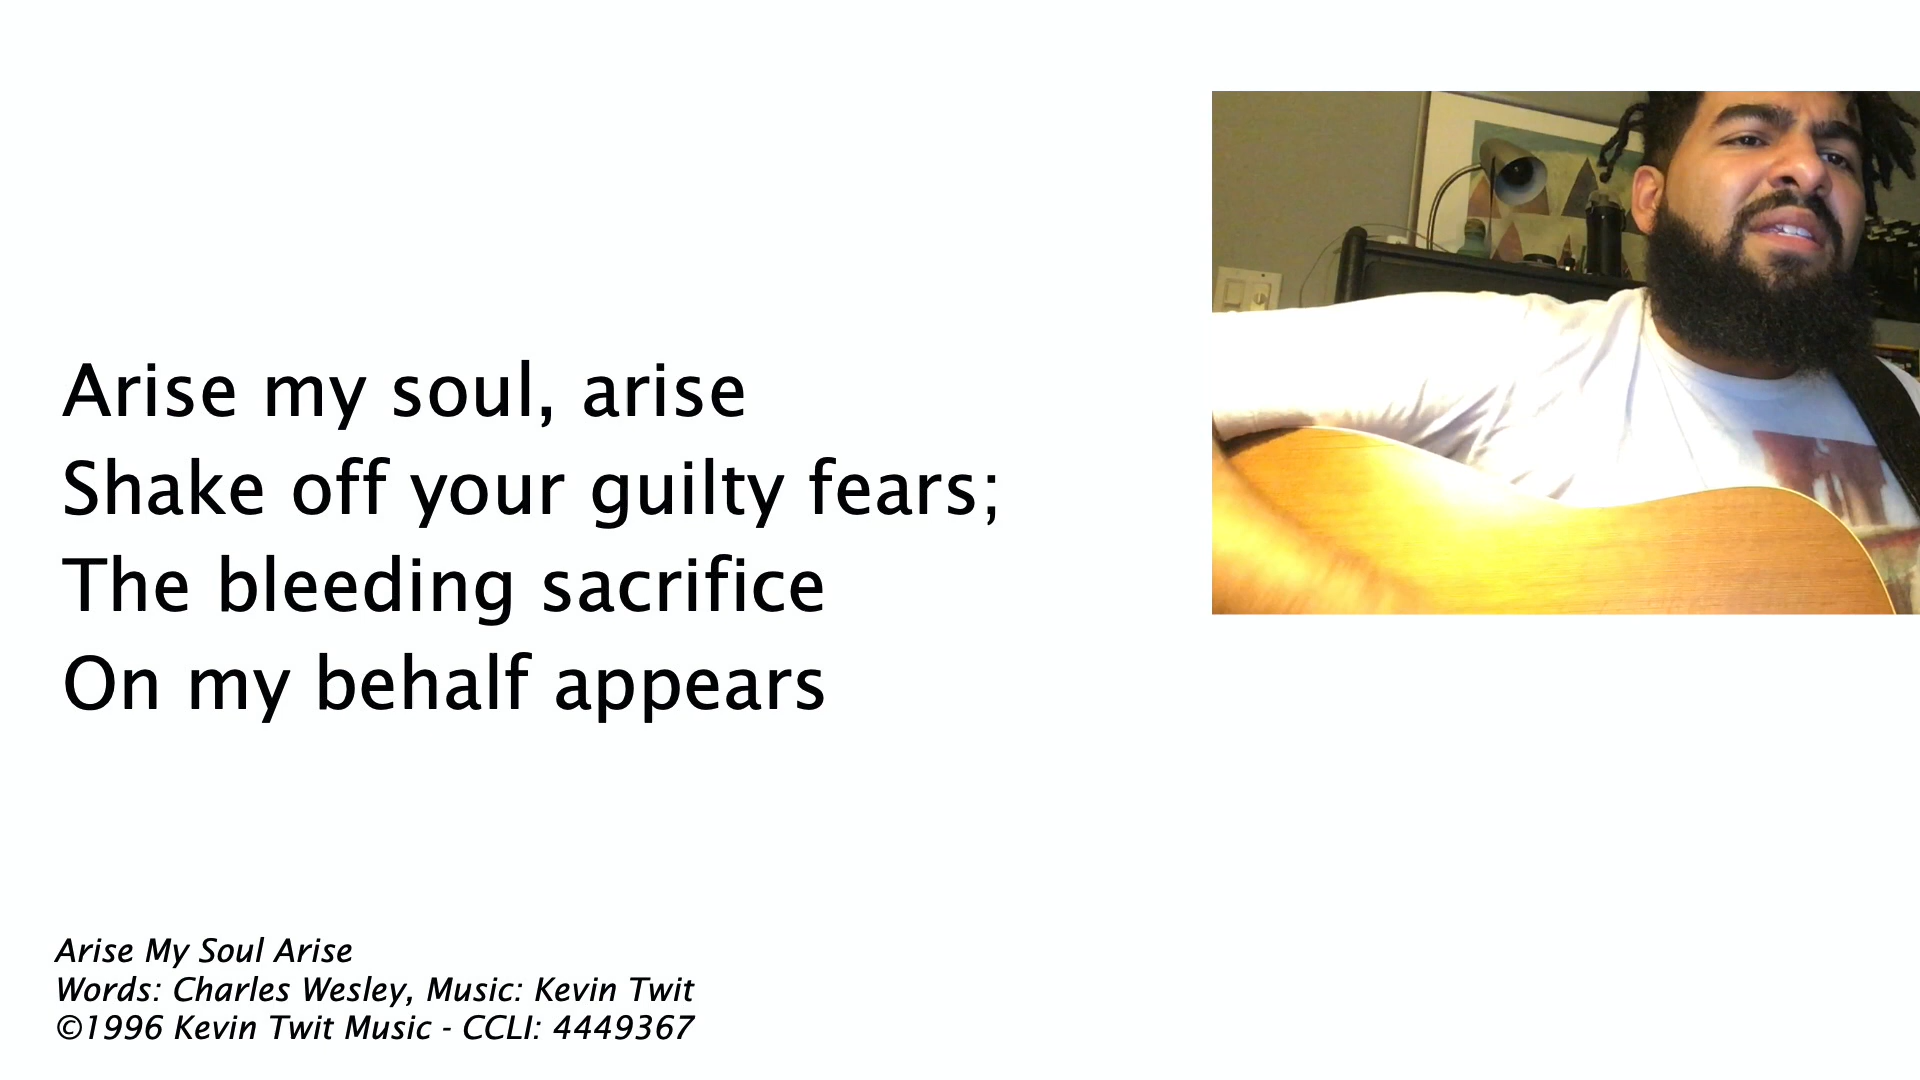 Arise my soul, arise
Shake off your guilty fears;
The bleeding sacrifice
On my behalf appears
Arise My Soul Arise
Words: Charles Wesley, Music: Kevin Twit
©1996 Kevin Twit Music - CCLI: 4449367